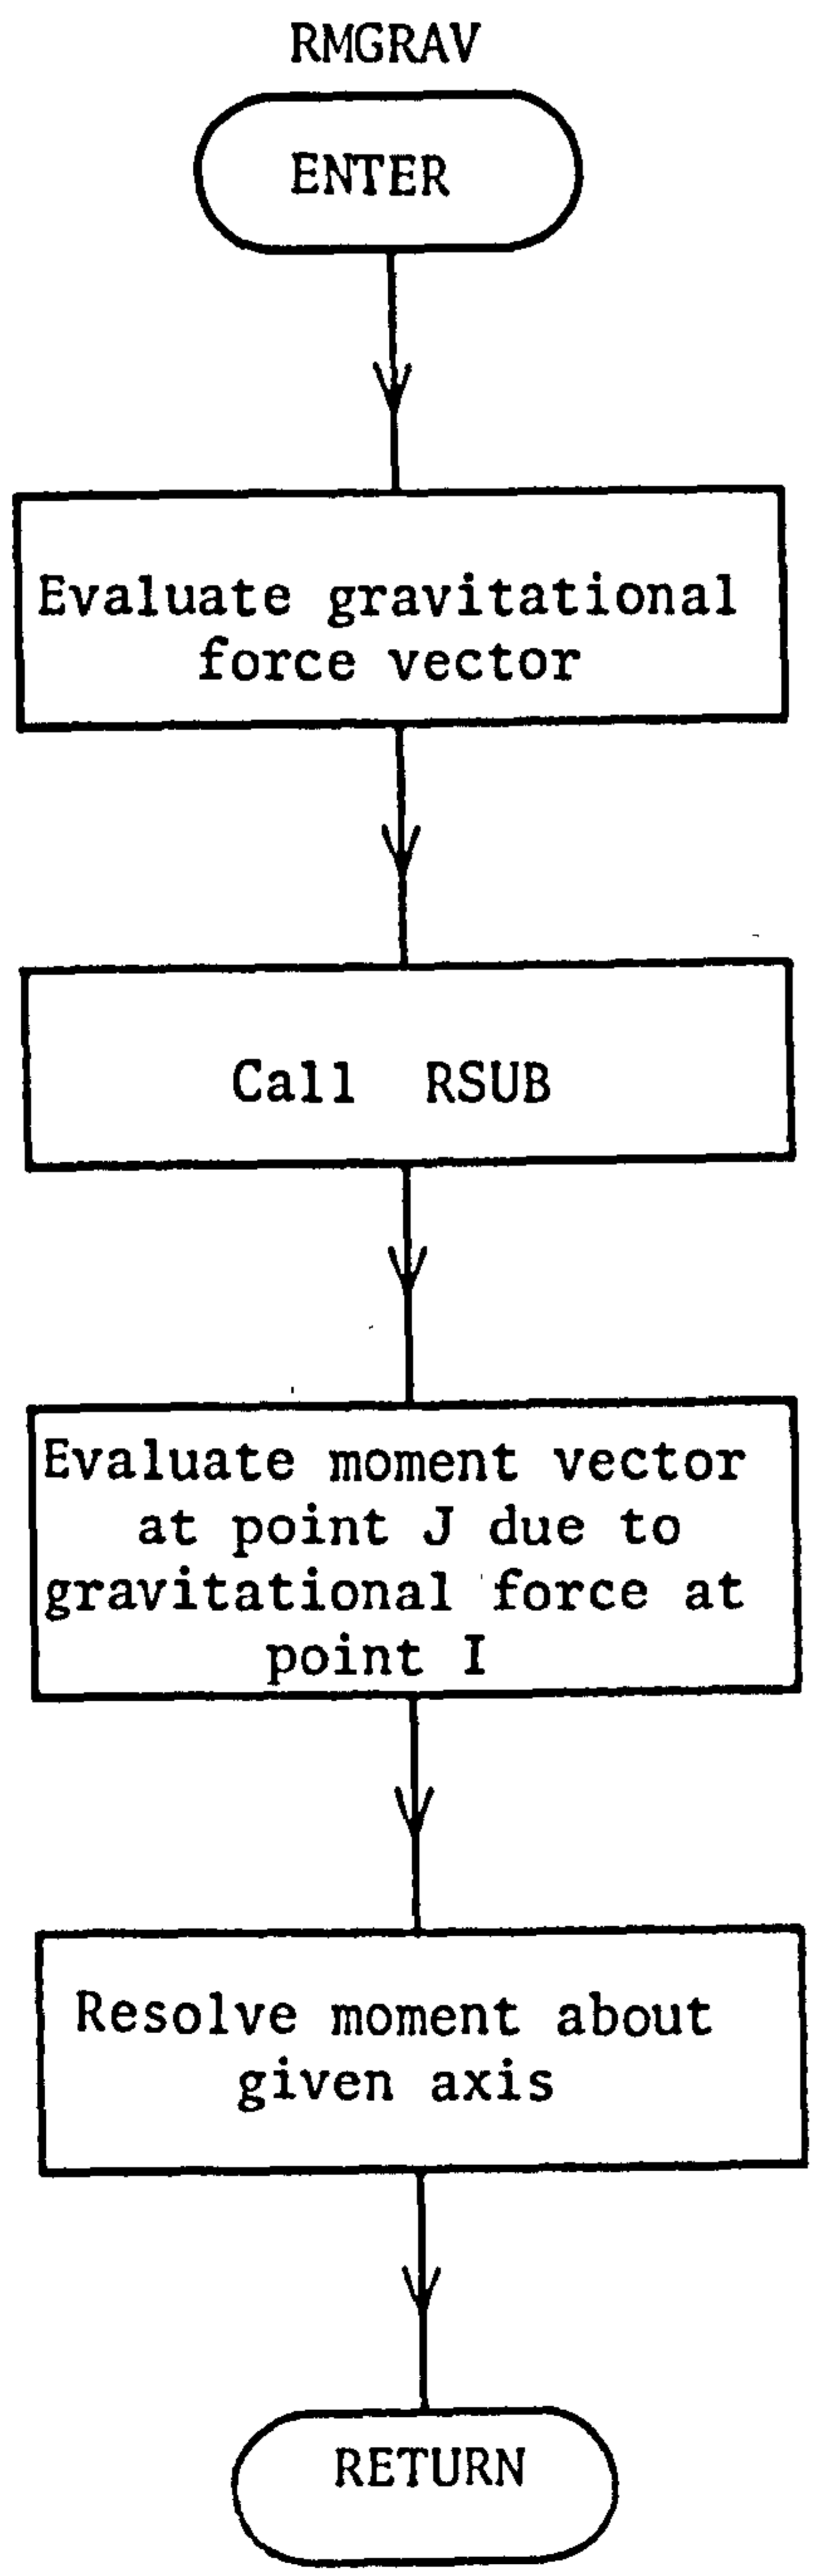 RMGRAV
ENTER
Evaluate gravitational
force vector
Call RSUB
Evaluate moment vector
at point J due to
gravitational force at
point I
Resolve moment about
given axis
RETURN